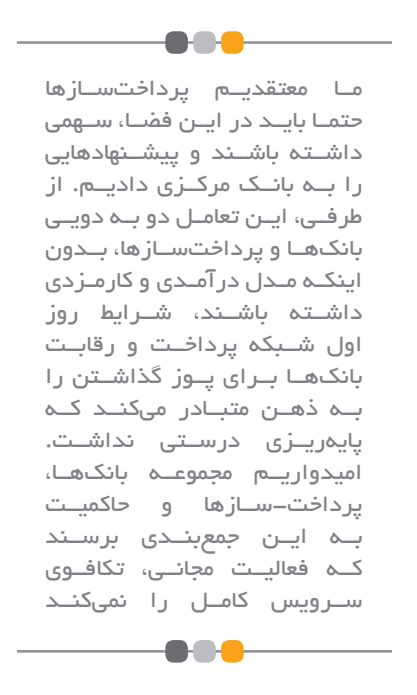 ما معتقدیم پرداخت‌سازها
حتما باید در این فضا، سهمی
داشته باشند و پیشنهادهایی
را به بانک مرکزی دادیم. از
طرفی، این تعامل دو به دویی
بانک‌ها و پرداخت‌سازها، بدون
اینکه مدل درآمدی و کارمزدی
داشته باشند، شرایط روز
اول شبکه پرداخت و رقابت
بانک‌ها برای پوز گذاشتن را
به ذهن متبادر می‌کند که
پایه‌ریزی درستی نداشت.
امیدواریم مجموعه بانک‌ها،
پرداخت-سازها و حاکمیت
به این جمع‌بندی برسند
که فعالیت مجانی، تکافوی
سرویس کامل را نمی‌کند